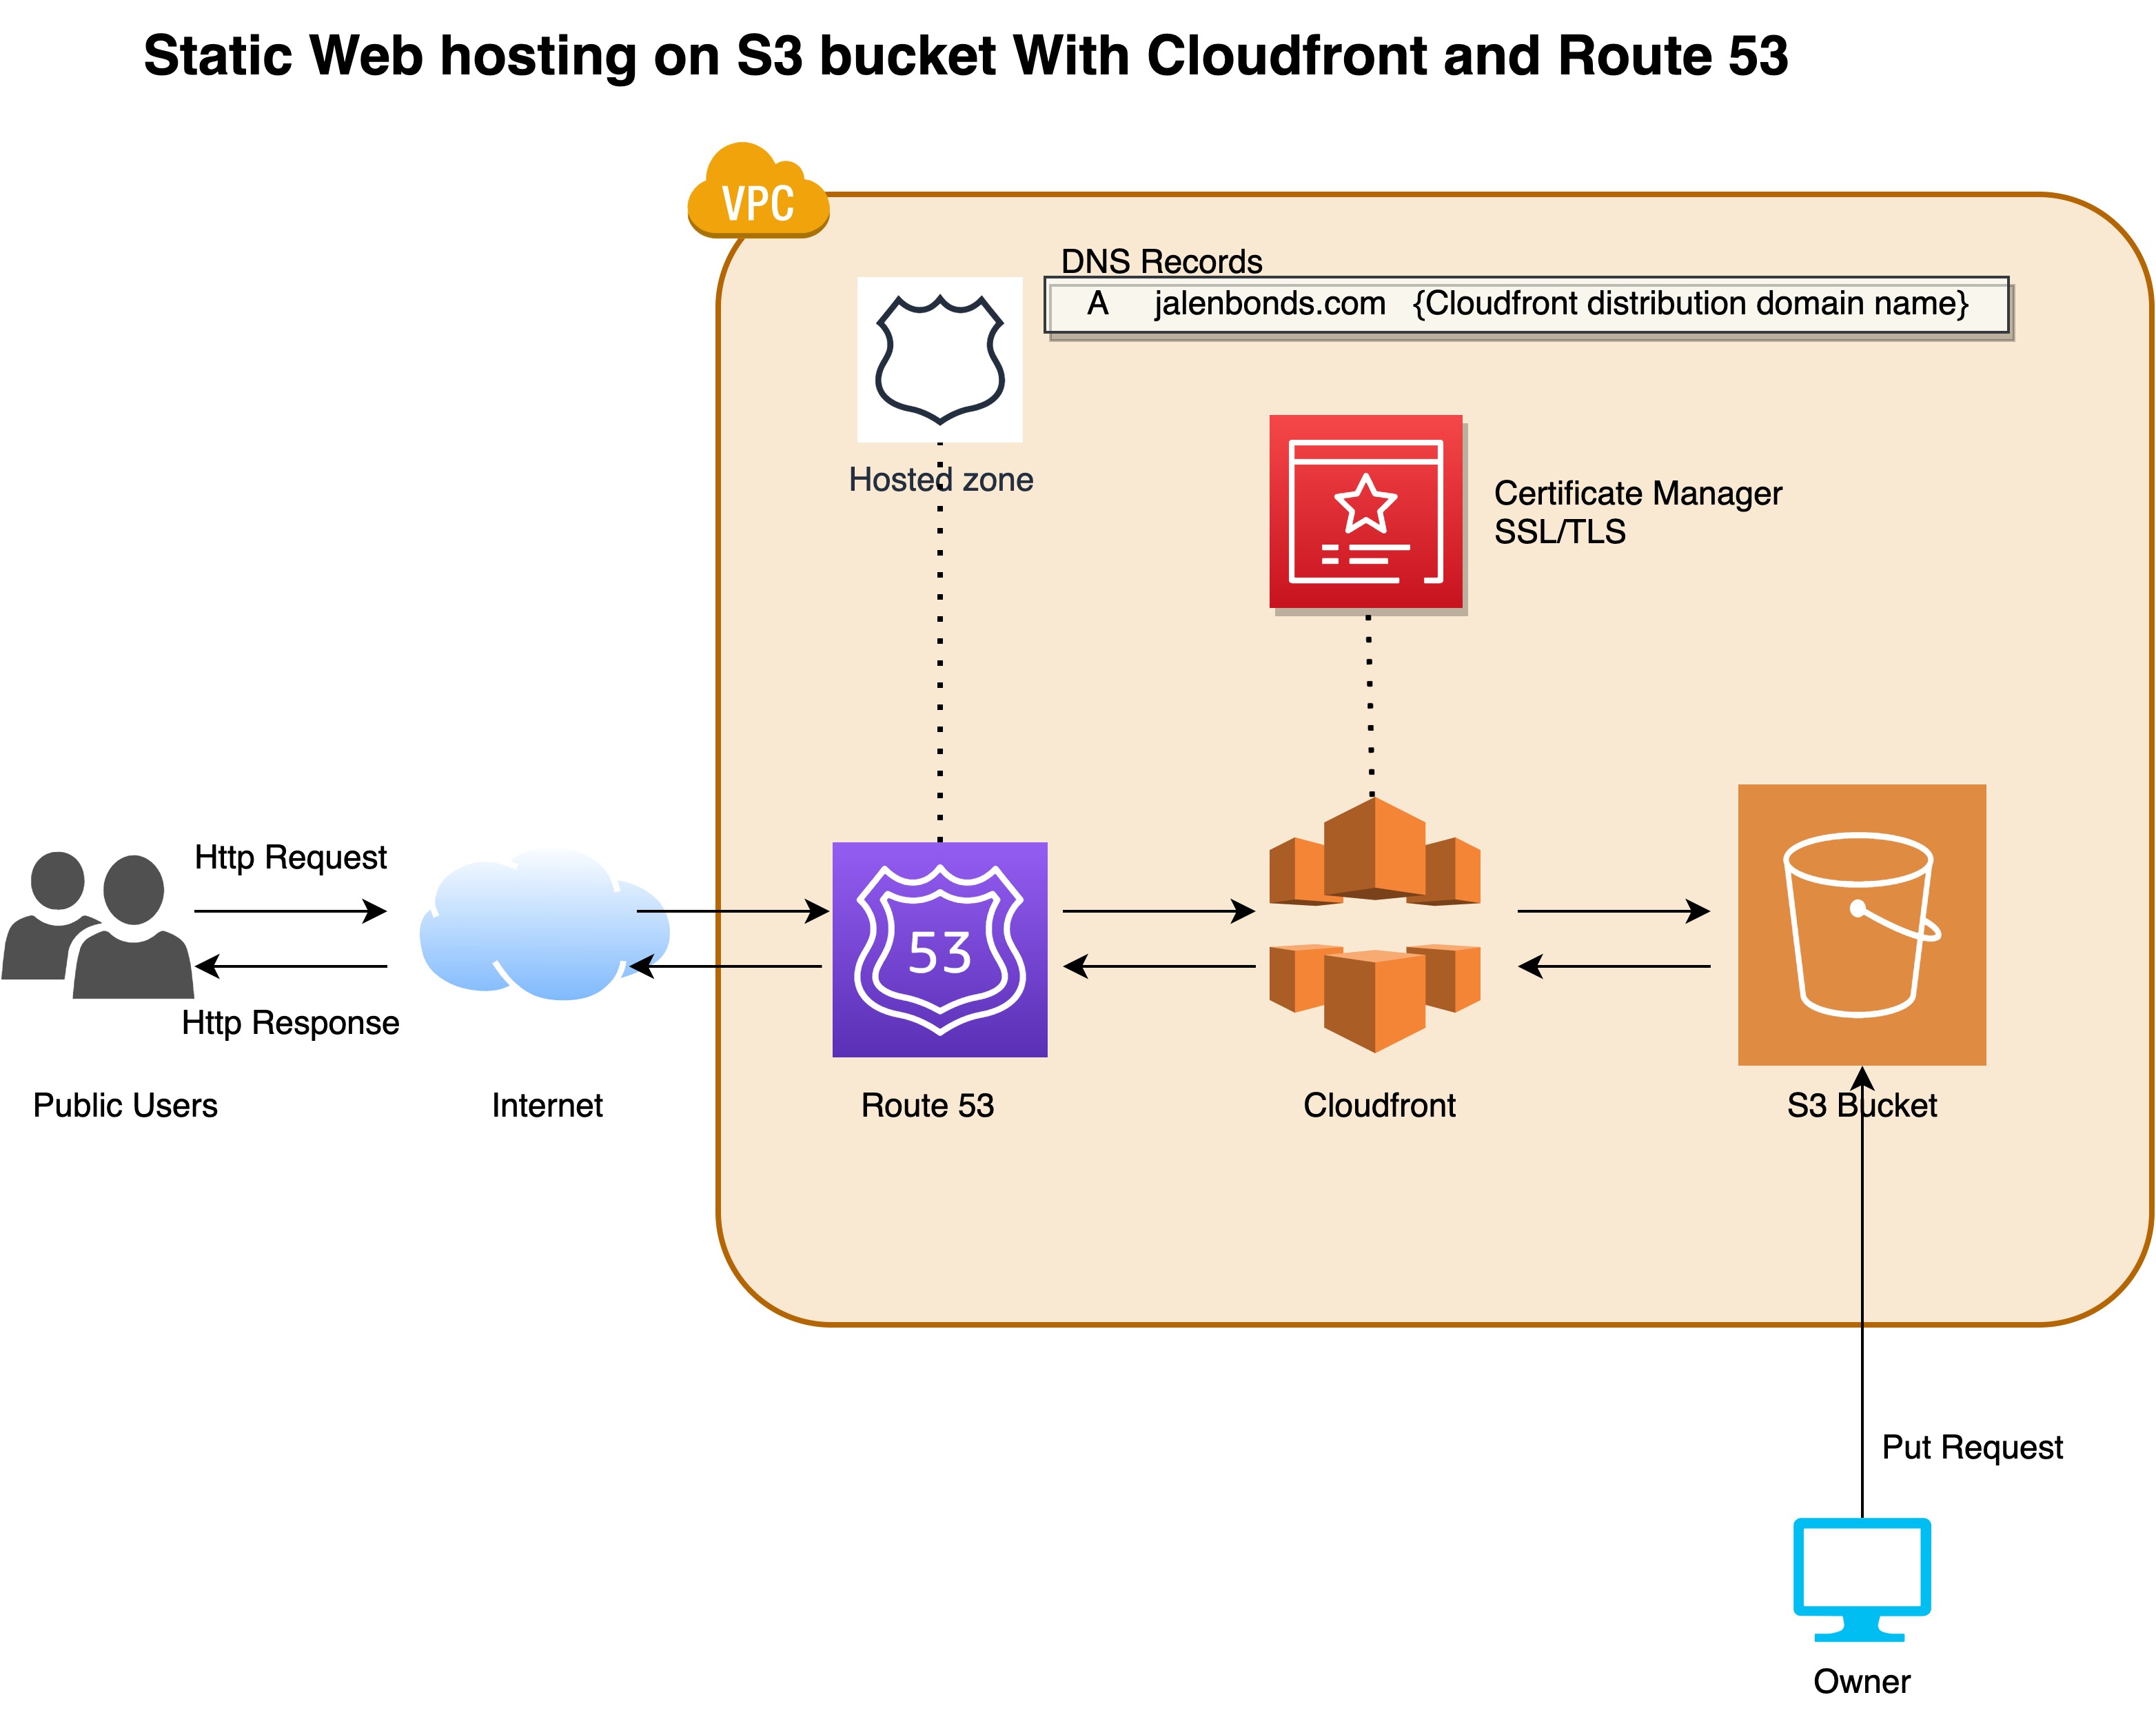 Static Web hosting on S3 bucket With Cloudfront and Route 53
VPC
DNS Records
A jalenbonds.com {Cloudfront distribution domain name}
Hosted zone
Certificate Manager
SSL/TLS
Http Request
53
Http Response
Public Users
Internet
Route 53
Cloudfront
S3 Bucket
Put Request
Owner